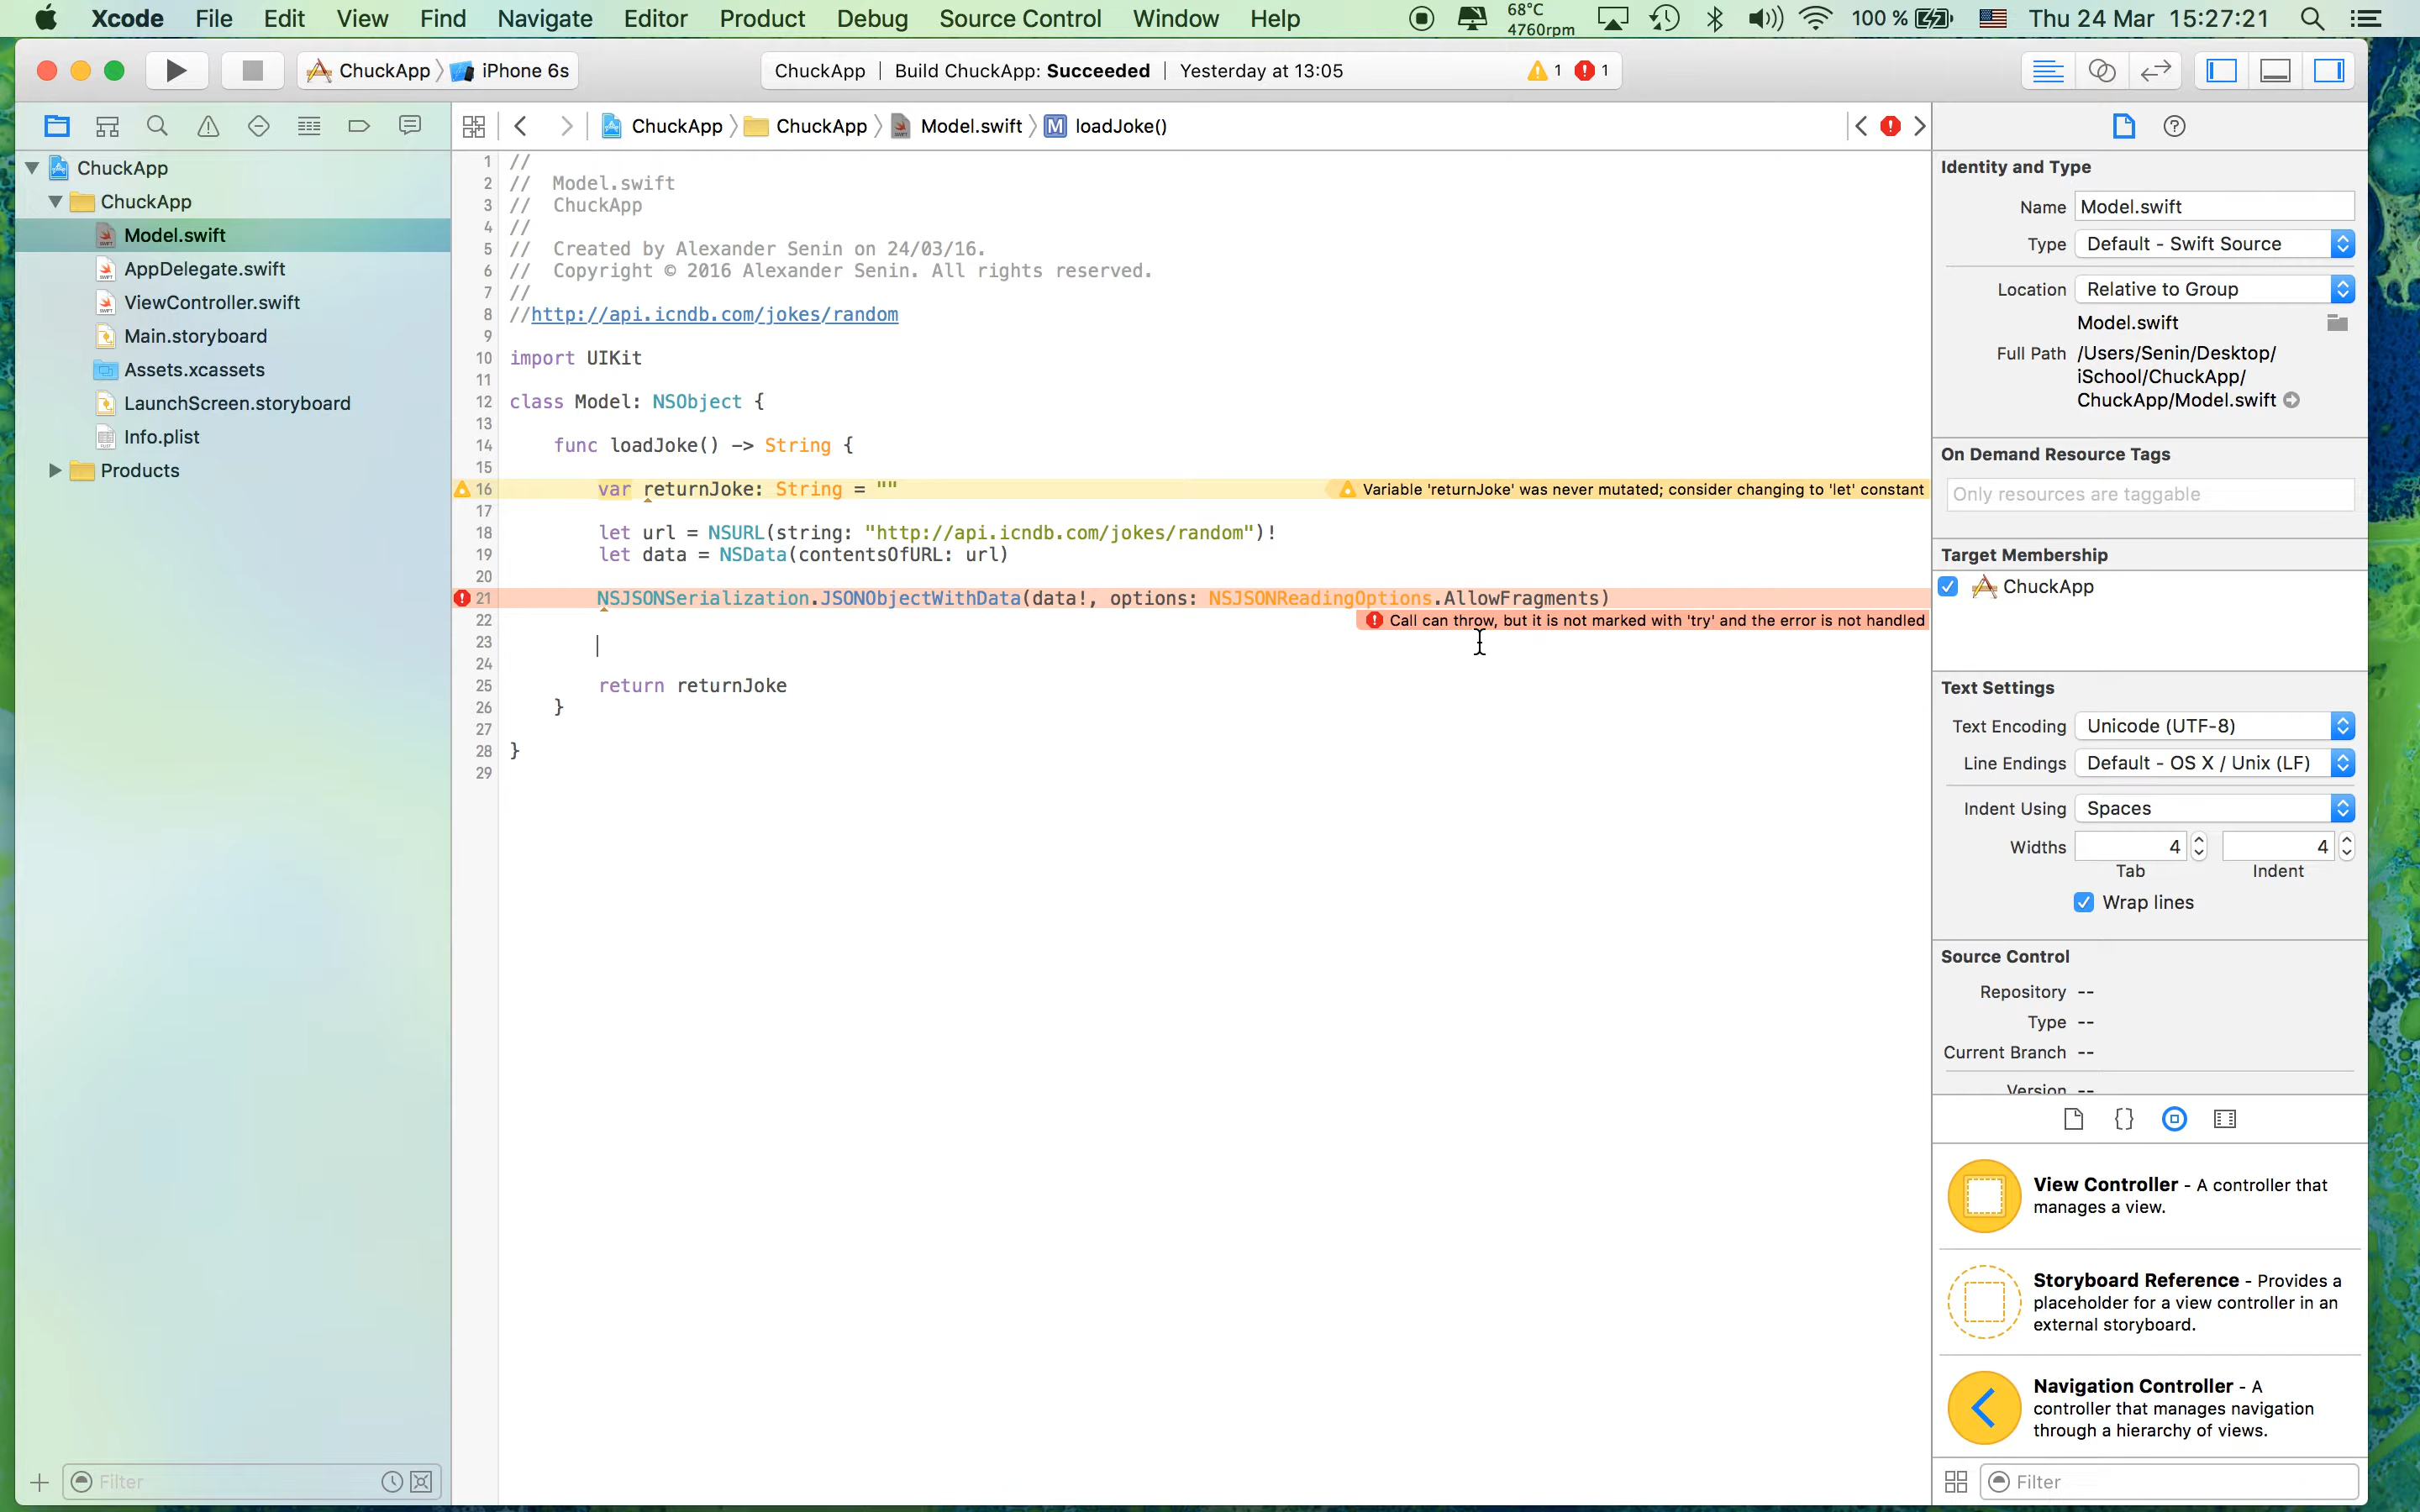 Xcode File Edit View Find Navigate Editor Product Debug Source Control Window Help 68°C 4760rpm 100 % Thu 24 Mar 15:27:21
ChuckApp iPhone 6s ChuckApp Build ChuckApp: Succeeded Yesterday at 13:05 1 1
ChuckApp ChuckApp Model.swift M loadJoke()
ChuckApp
ChuckApp
Model.swift
AppDelegate.swift
ViewController.swift
Main.storyboard
Assets.xcassets
LaunchScreen.storyboard
Info.plist
Products
Filter
1 //
2 // Model.swift
3 // ChuckApp
4 //
5 // Created by Alexander Senin on 24/03/16.
6 // Copyright © 2016 Alexander Senin. All rights reserved.
7 //
8 //http://api.icndb.com/jokes/random
9
10 import UIKit
11
12 class Model: NSObject {
13
14 func loadJoke() -> String {
15
16 var returnJoke: String = "" Variable 'returnJoke' was never mutated; consider changing to 'let' constant
17
18 let url = NSURL(string: "http://api.icndb.com/jokes/random")!
19 let data = NSData(contentsOfURL: url)
20
21 NSJSONSerialization.JSONObjectWithData(data!, options: NSJSONReadingOptions.AllowFragments)
22 Call can throw, but it is not marked with 'try' and the error is not handled
23
24
25 return returnJoke
26 }
27
28 }
29
Identity and Type
Name Model.swift
Type Default - Swift Source
Location Relative to Group
Model.swift
Full Path /Users/Senin/Desktop/
iSchool/ChuckApp/
ChuckApp/Model.swift
On Demand Resource Tags
Only resources are taggable
Target Membership
ChuckApp
Text Settings
Text Encoding Unicode (UTF-8)
Line Endings Default - OS X / Unix (LF)
Indent Using Spaces
Widths 4 4
Tab Indent
Wrap lines
Source Control
Repository --
Type --
Current Branch --
Version --
View Controller - A controller that
manages a view.
Storyboard Reference - Provides a
placeholder for a view controller in an
external storyboard.
Navigation Controller - A
controller that manages navigation
through a hierarchy of views.
Filter